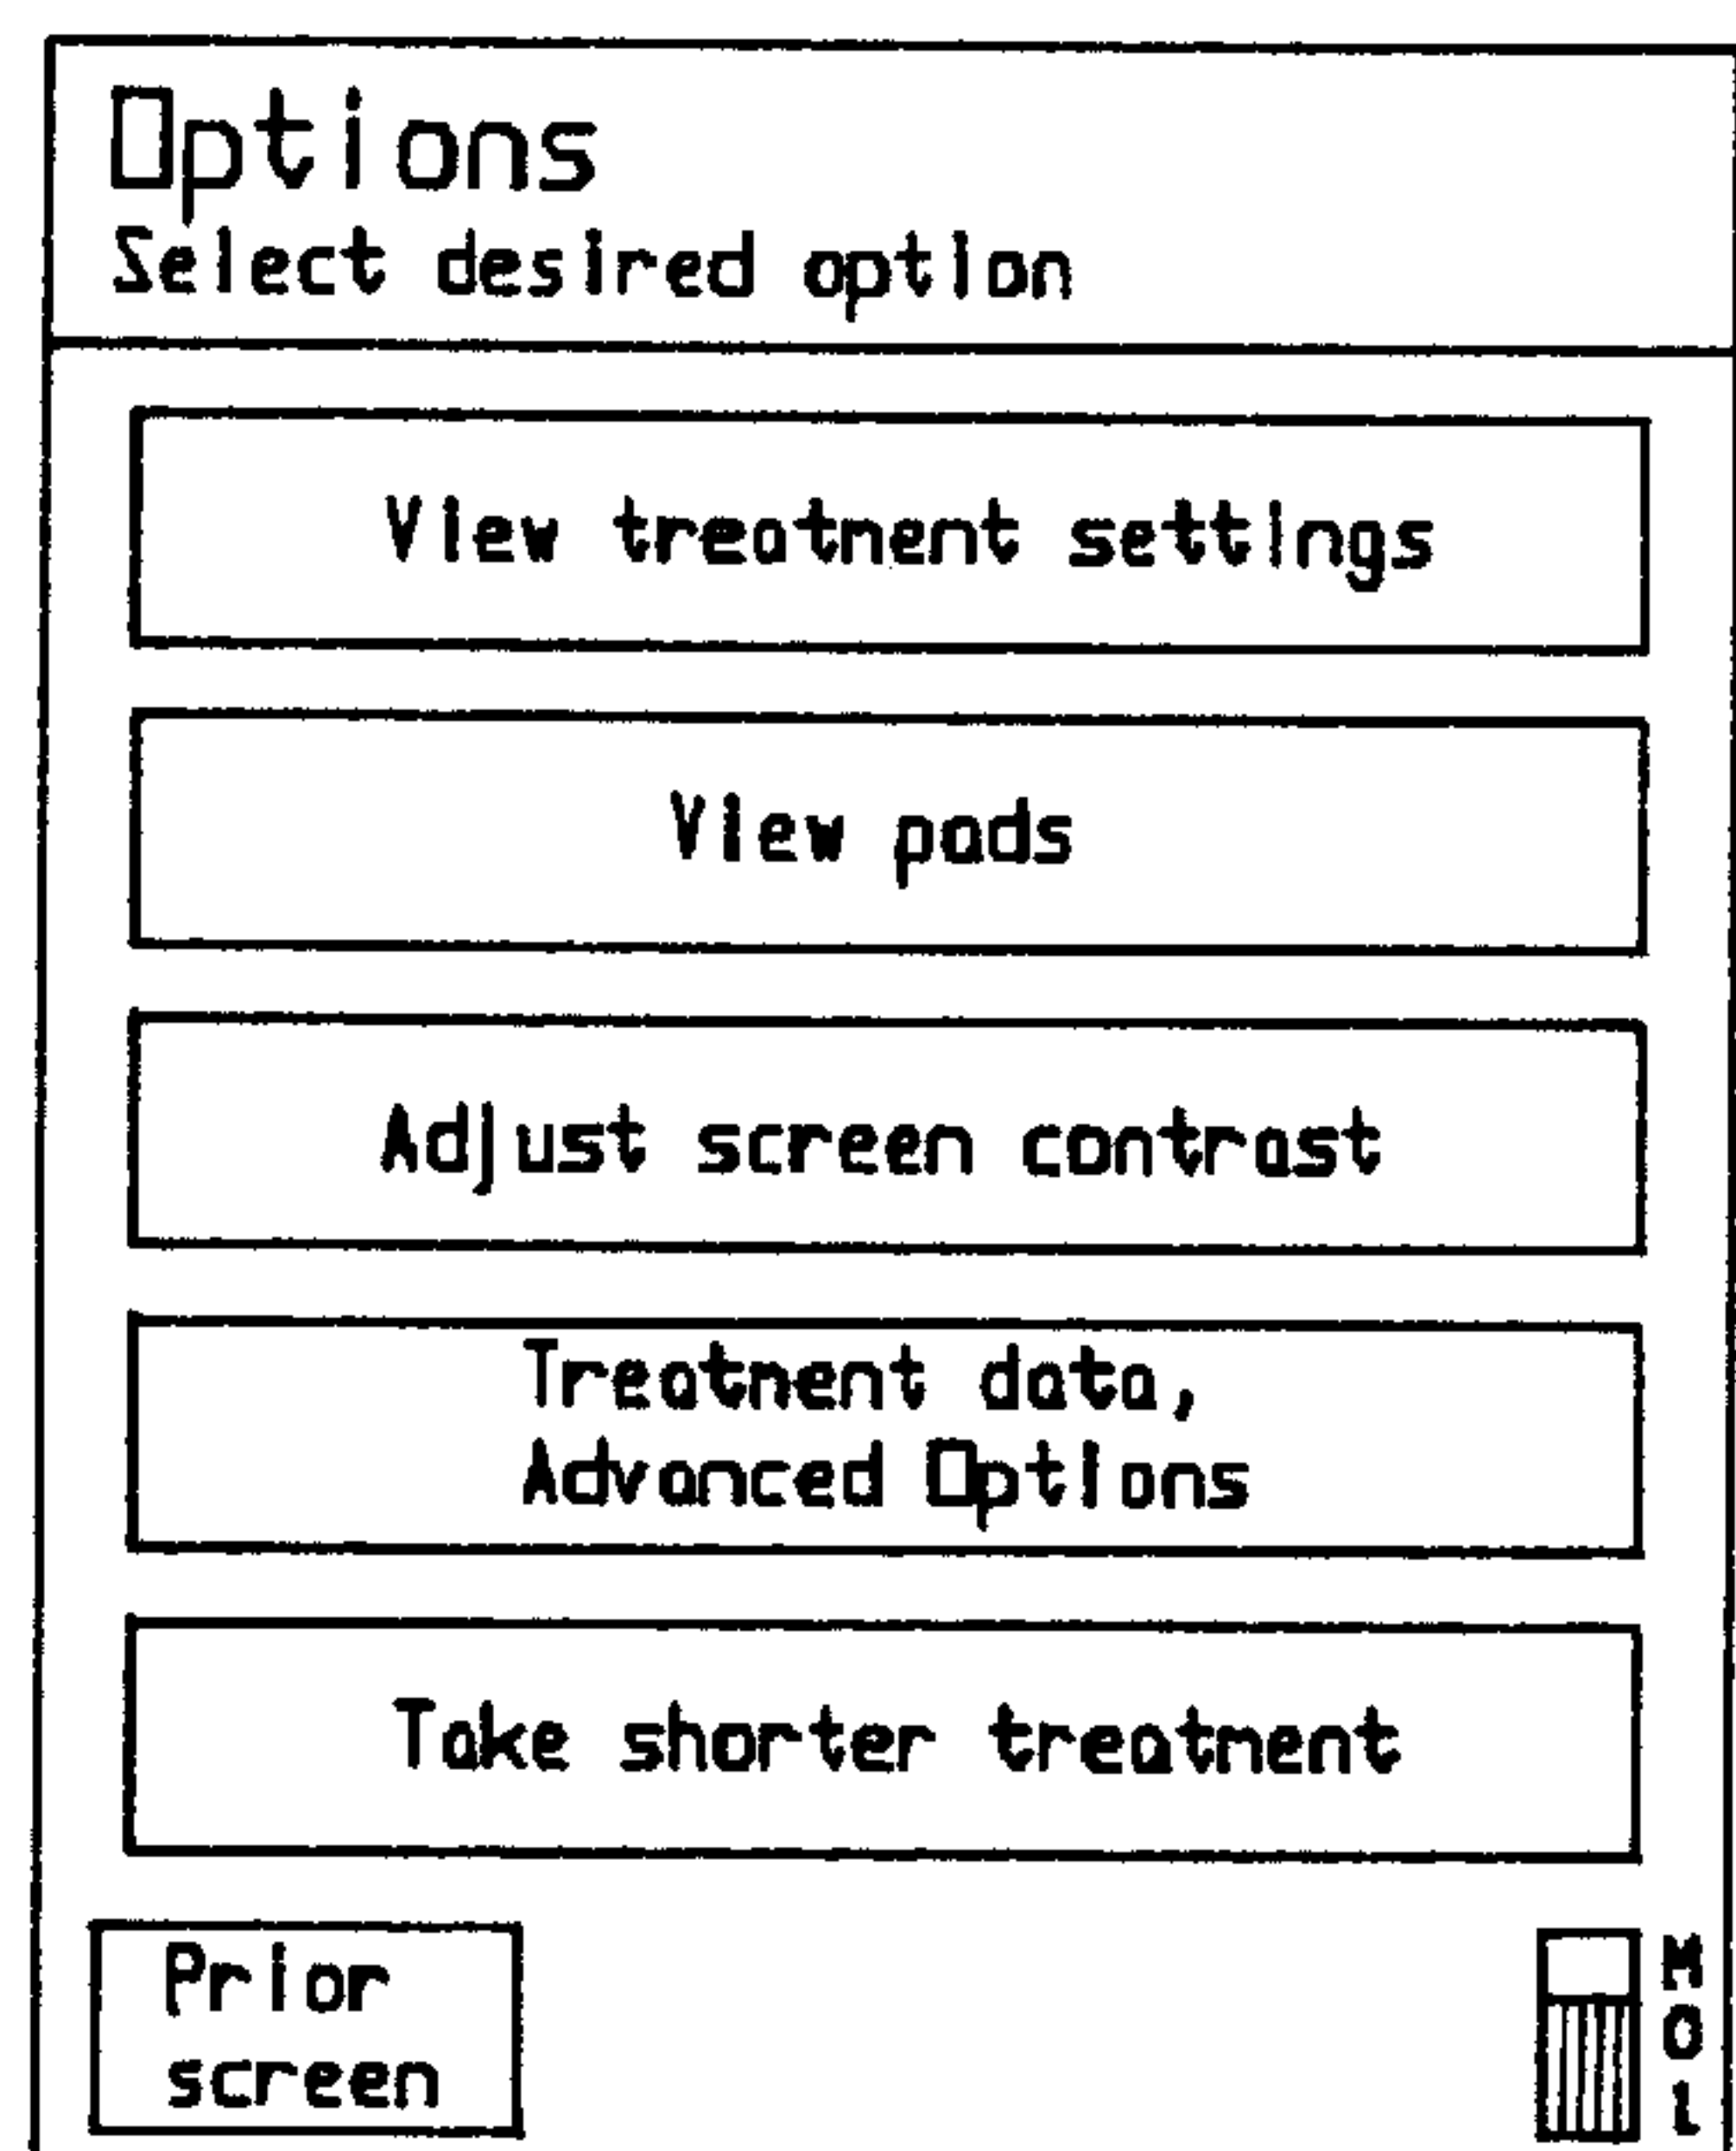 Options
Select desired option
View treatment settings
View pads
Adjust screen contrast
Treatment data,
Advanced Options
Take shorter treatment
Prior
screen